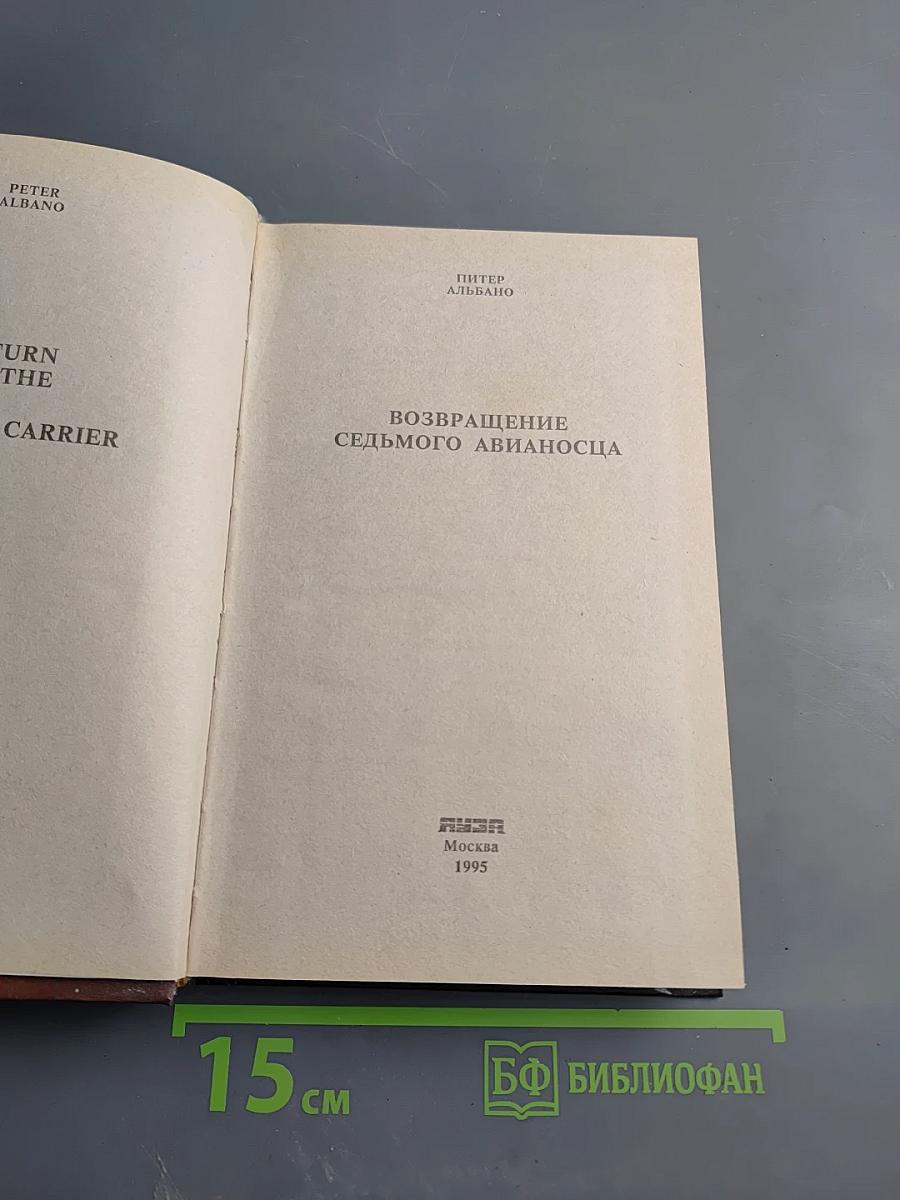 PETER
ALBANO
TURN
THE
CARRIER
ПИТЕР
АЛЬБАНО
ВОЗВРАЩЕНИЕ
СЕДЬМОГО АВИАНОСЦА
ЯУЗА
Москва
1995
15 см
БФ БИБЛИОФАН